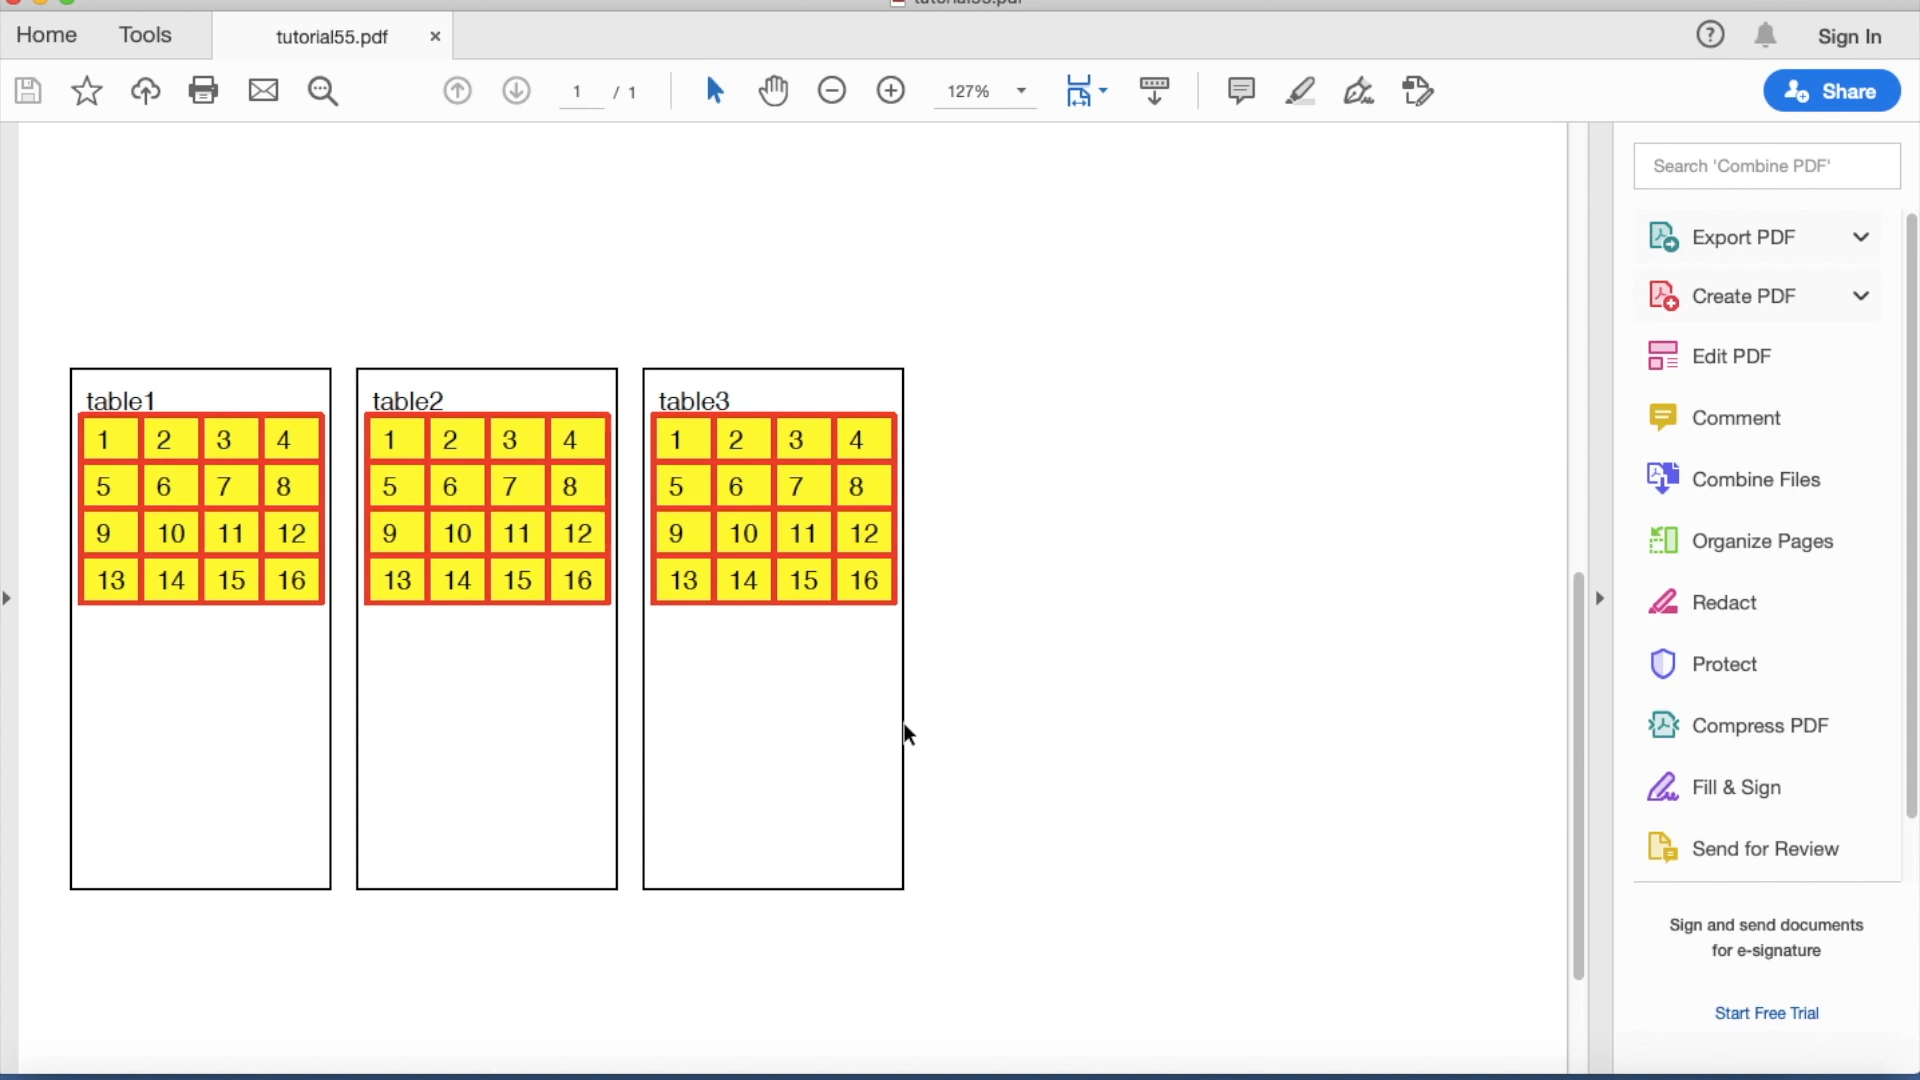 Home Tools tutorial55.pdf × ? Sign In
1 / 1 127% Share
Search 'Combine PDF'
Export PDF
Create PDF
Edit PDF
Comment
Combine Files
Organize Pages
Redact
Protect
Compress PDF
Fill & Sign
Send for Review
Sign and send documents
for e-signature
Start Free Trial
table1
1 2 3 4
5 6 7 8
9 10 11 12
13 14 15 16
table2
1 2 3 4
5 6 7 8
9 10 11 12
13 14 15 16
table3
1 2 3 4
5 6 7 8
9 10 11 12
13 14 15 16